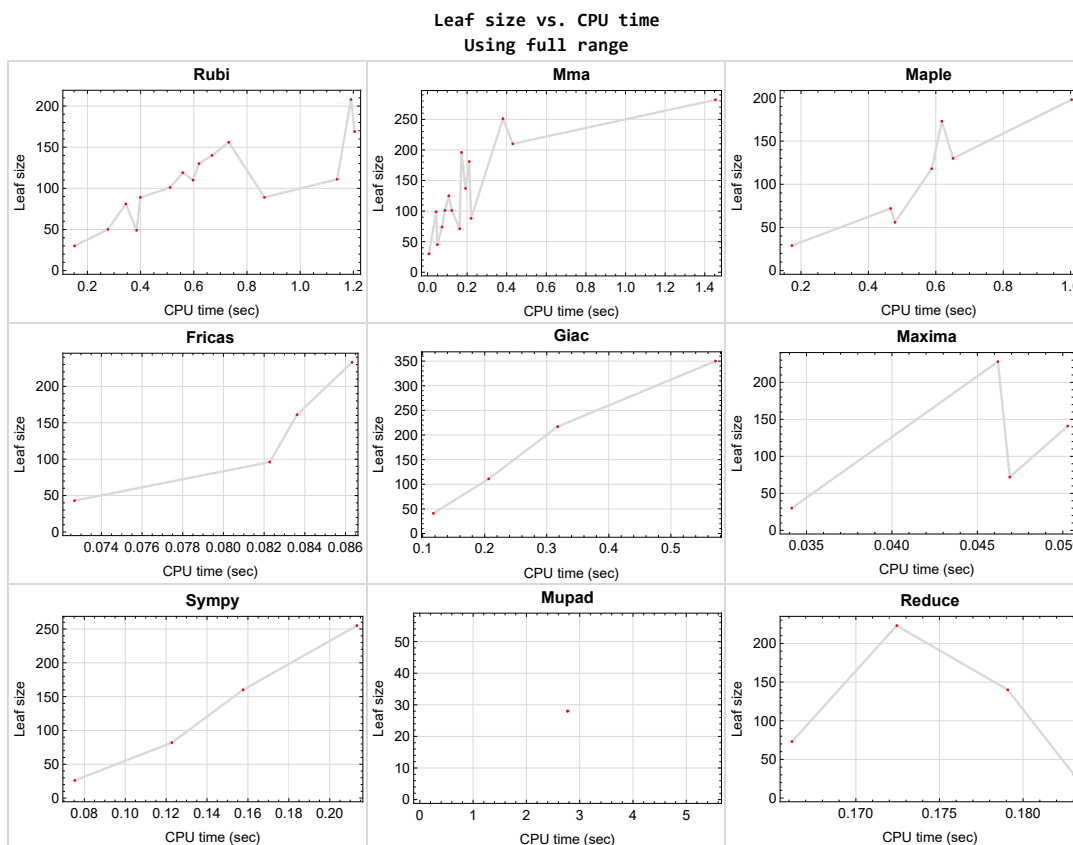 Leaf size vs. CPU time
Using full range
Rubi
Leaf size
200
150
100
50
0
0.2 0.4 0.6 0.8 1.0 1.2
CPU time (sec)
Mma
Leaf size
250
200
150
100
50
0
0.0 0.2 0.4 0.6 0.8 1.0 1.2 1.4
CPU time (sec)
Maple
Leaf size
200
150
100
50
0
0.2 0.4 0.6 0.8 1.0
CPU time (sec)
Fricas
Leaf size
200
150
100
50
0
0.074 0.076 0.078 0.080 0.082 0.084 0.086
CPU time (sec)
Giac
Leaf size
350
300
250
200
150
100
50
0
0.1 0.2 0.3 0.4 0.5
CPU time (sec)
Maxima
Leaf size
200
150
100
50
0
0.035 0.040 0.045 0.050
CPU time (sec)
Sympy
Leaf size
250
200
150
100
50
0
0.08 0.10 0.12 0.14 0.16 0.18 0.20
CPU time (sec)
Mupad
Leaf size
50
40
30
20
10
0
0 1 2 3 4 5
CPU time (sec)
Reduce
Leaf size
200
150
100
50
0
0.170 0.175 0.180
CPU time (sec)